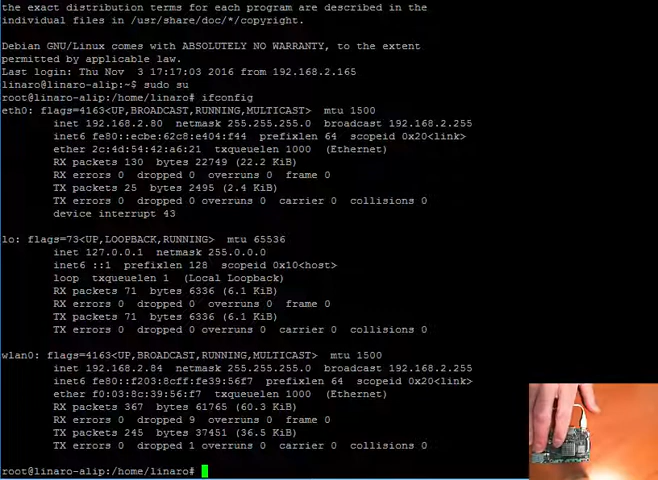 the exact distribution terms for each program are described in the
individual files in /usr/share/doc/*/copyright.
Debian GNU/Linux comes with ABSOLUTELY NO WARRANTY, to the extent
permitted by applicable law.
Last login: Thu Nov  3 17:17:03 2016 from 192.168.2.165
linaro@linaro-alip:~$ sudo su
root@linaro-alip:/home/linaro# ifconfig
eth0: flags=4163<UP,BROADCAST,RUNNING,MULTICAST>  mtu 1500
inet 192.168.2.80  netmask 255.255.255.0  broadcast 192.168.2.255
inet6 fe80::ecbe:62c8:e404:f44  prefixlen 64  scopeid 0x20<link>
ether 2c:4d:54:42:a6:21  txqueuelen 1000  (Ethernet)
RX packets 130  bytes 22749 (22.2 KiB)
RX errors 0  dropped 0  overruns 0  frame 0
TX packets 25  bytes 2495 (2.4 KiB)
TX errors 0  dropped 0 overruns 0  carrier 0  collisions 0
device interrupt 43
lo: flags=73<UP,LOOPBACK,RUNNING>  mtu 65536
inet 127.0.0.1  netmask 255.0.0.0
inet6 ::1  prefixlen 128  scopeid 0x10<host>
loop  txqueuelen 1  (Local Loopback)
RX packets 71  bytes 6336 (6.1 KiB)
RX errors 0  dropped 0  overruns 0  frame 0
TX packets 71  bytes 6336 (6.1 KiB)
TX errors 0  dropped 0 overruns 0  carrier 0  collisions 0
wlan0: flags=4163<UP,BROADCAST,RUNNING,MULTICAST>  mtu 1500
inet 192.168.2.84  netmask 255.255.255.0  broadcast 192.168.2.255
inet6 fe80::f203:8cff:fe39:56f7  prefixlen 64  scopeid 0x20<link>
ether f0:03:8c:39:56:f7  txqueuelen 1000  (Ethernet)
RX packets 367  bytes 61765 (60.3 KiB)
RX errors 0  dropped 9  overruns 0  frame 0
TX packets 245  bytes 37451 (36.5 KiB)
TX errors 0  dropped 1 overruns 0  carrier 0  collisions 0
root@linaro-alip:/home/linaro#